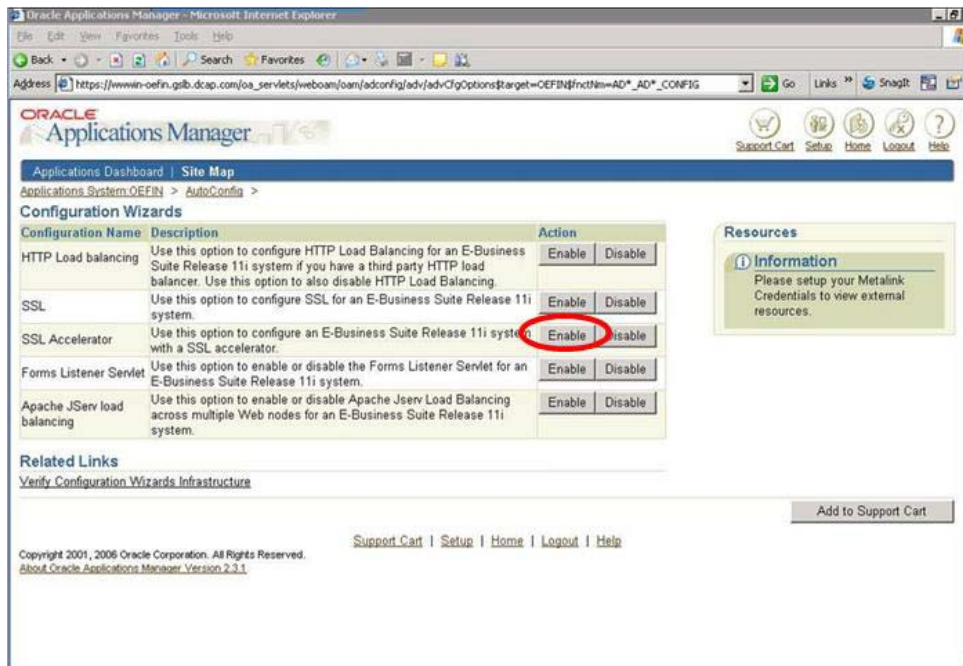 Oracle Applications Manager - Microsoft Internet Explorer
File Edit View Favorites Tools Help
Back Search Favorites
Address https://wwwin-oefin.gslb.dcap.com/oa_servlets/weboam/oam/adconfig/adv/advCfgOptions$target=OEFIN$fnctNm=AD*_AD*_CONFIG Go Links » SnagIt
ORACLE
Applications Manager
Support Cart Setup Home Logout Help
Applications Dashboard | Site Map
Applications System:OEFIN > AutoConfig >
Configuration Wizards
Configuration Name Description Action
HTTP Load balancing Use this option to configure HTTP Load Balancing for an E-Business Enable Disable
Suite Release 11i system if you have a third party HTTP load
balancer. Use this option to also disable HTTP Load Balancing.
SSL Use this option to configure SSL for an E-Business Suite Release 11i Enable Disable
system.
SSL Accelerator Use this option to configure an E-Business Suite Release 11i system Enable Disable
with a SSL accelerator.
Forms Listener Servlet Use this option to enable or disable the Forms Listener Servlet for an Enable Disable
E-Business Suite Release 11i system.
Apache JServ load Use this option to enable or disable Apache Jserv Load Balancing Enable Disable
balancing across multiple Web nodes for an E-Business Suite Release 11i
system.
Resources
Information
Please setup your Metalink
Credentials to view external
resources.
Related Links
Verify Configuration Wizards Infrastructure
Add to Support Cart
Support Cart | Setup | Home | Logout | Help
Copyright 2001, 2006 Oracle Corporation. All Rights Reserved.
About Oracle Applications Manager Version 2.3.1